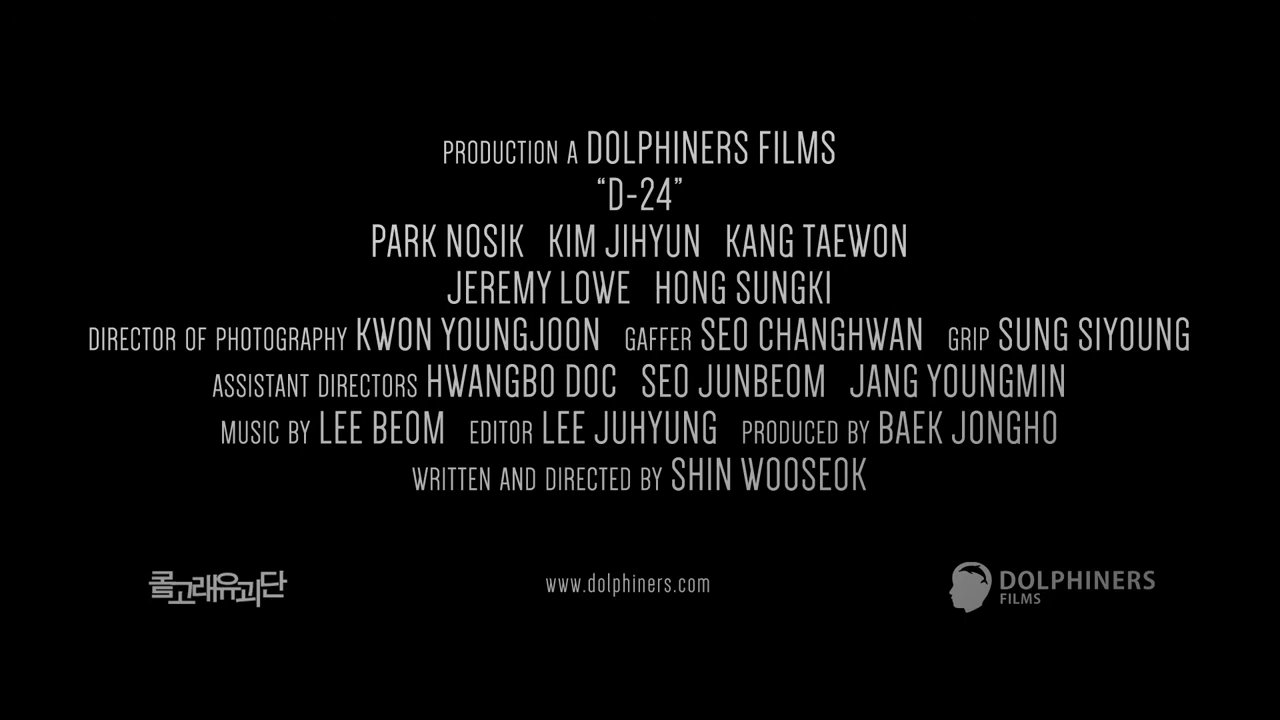 PRODUCTION A DOLPHINERS FILMS
“D-24”
PARK NOSIK KIM JIHYUN KANG TAEWON
JEREMY LOWE HONG SUNGKI
DIRECTOR OF PHOTOGRAPHY KWON YOUNGJOON GAFFER SEO CHANGHWAN GRIP SUNG SIYOUNG
ASSISTANT DIRECTORS HWANGBO DOC SEO JUNBEOM JANG YOUNGMIN
MUSIC BY LEE BEOM EDITOR LEE JUHYUNG PRODUCED BY BAEK JONGHO
WRITTEN AND DIRECTED BY SHIN WOOSEOK
돌고래유괴단
www.dolphiners.com
DOLPHINERS
FILMS